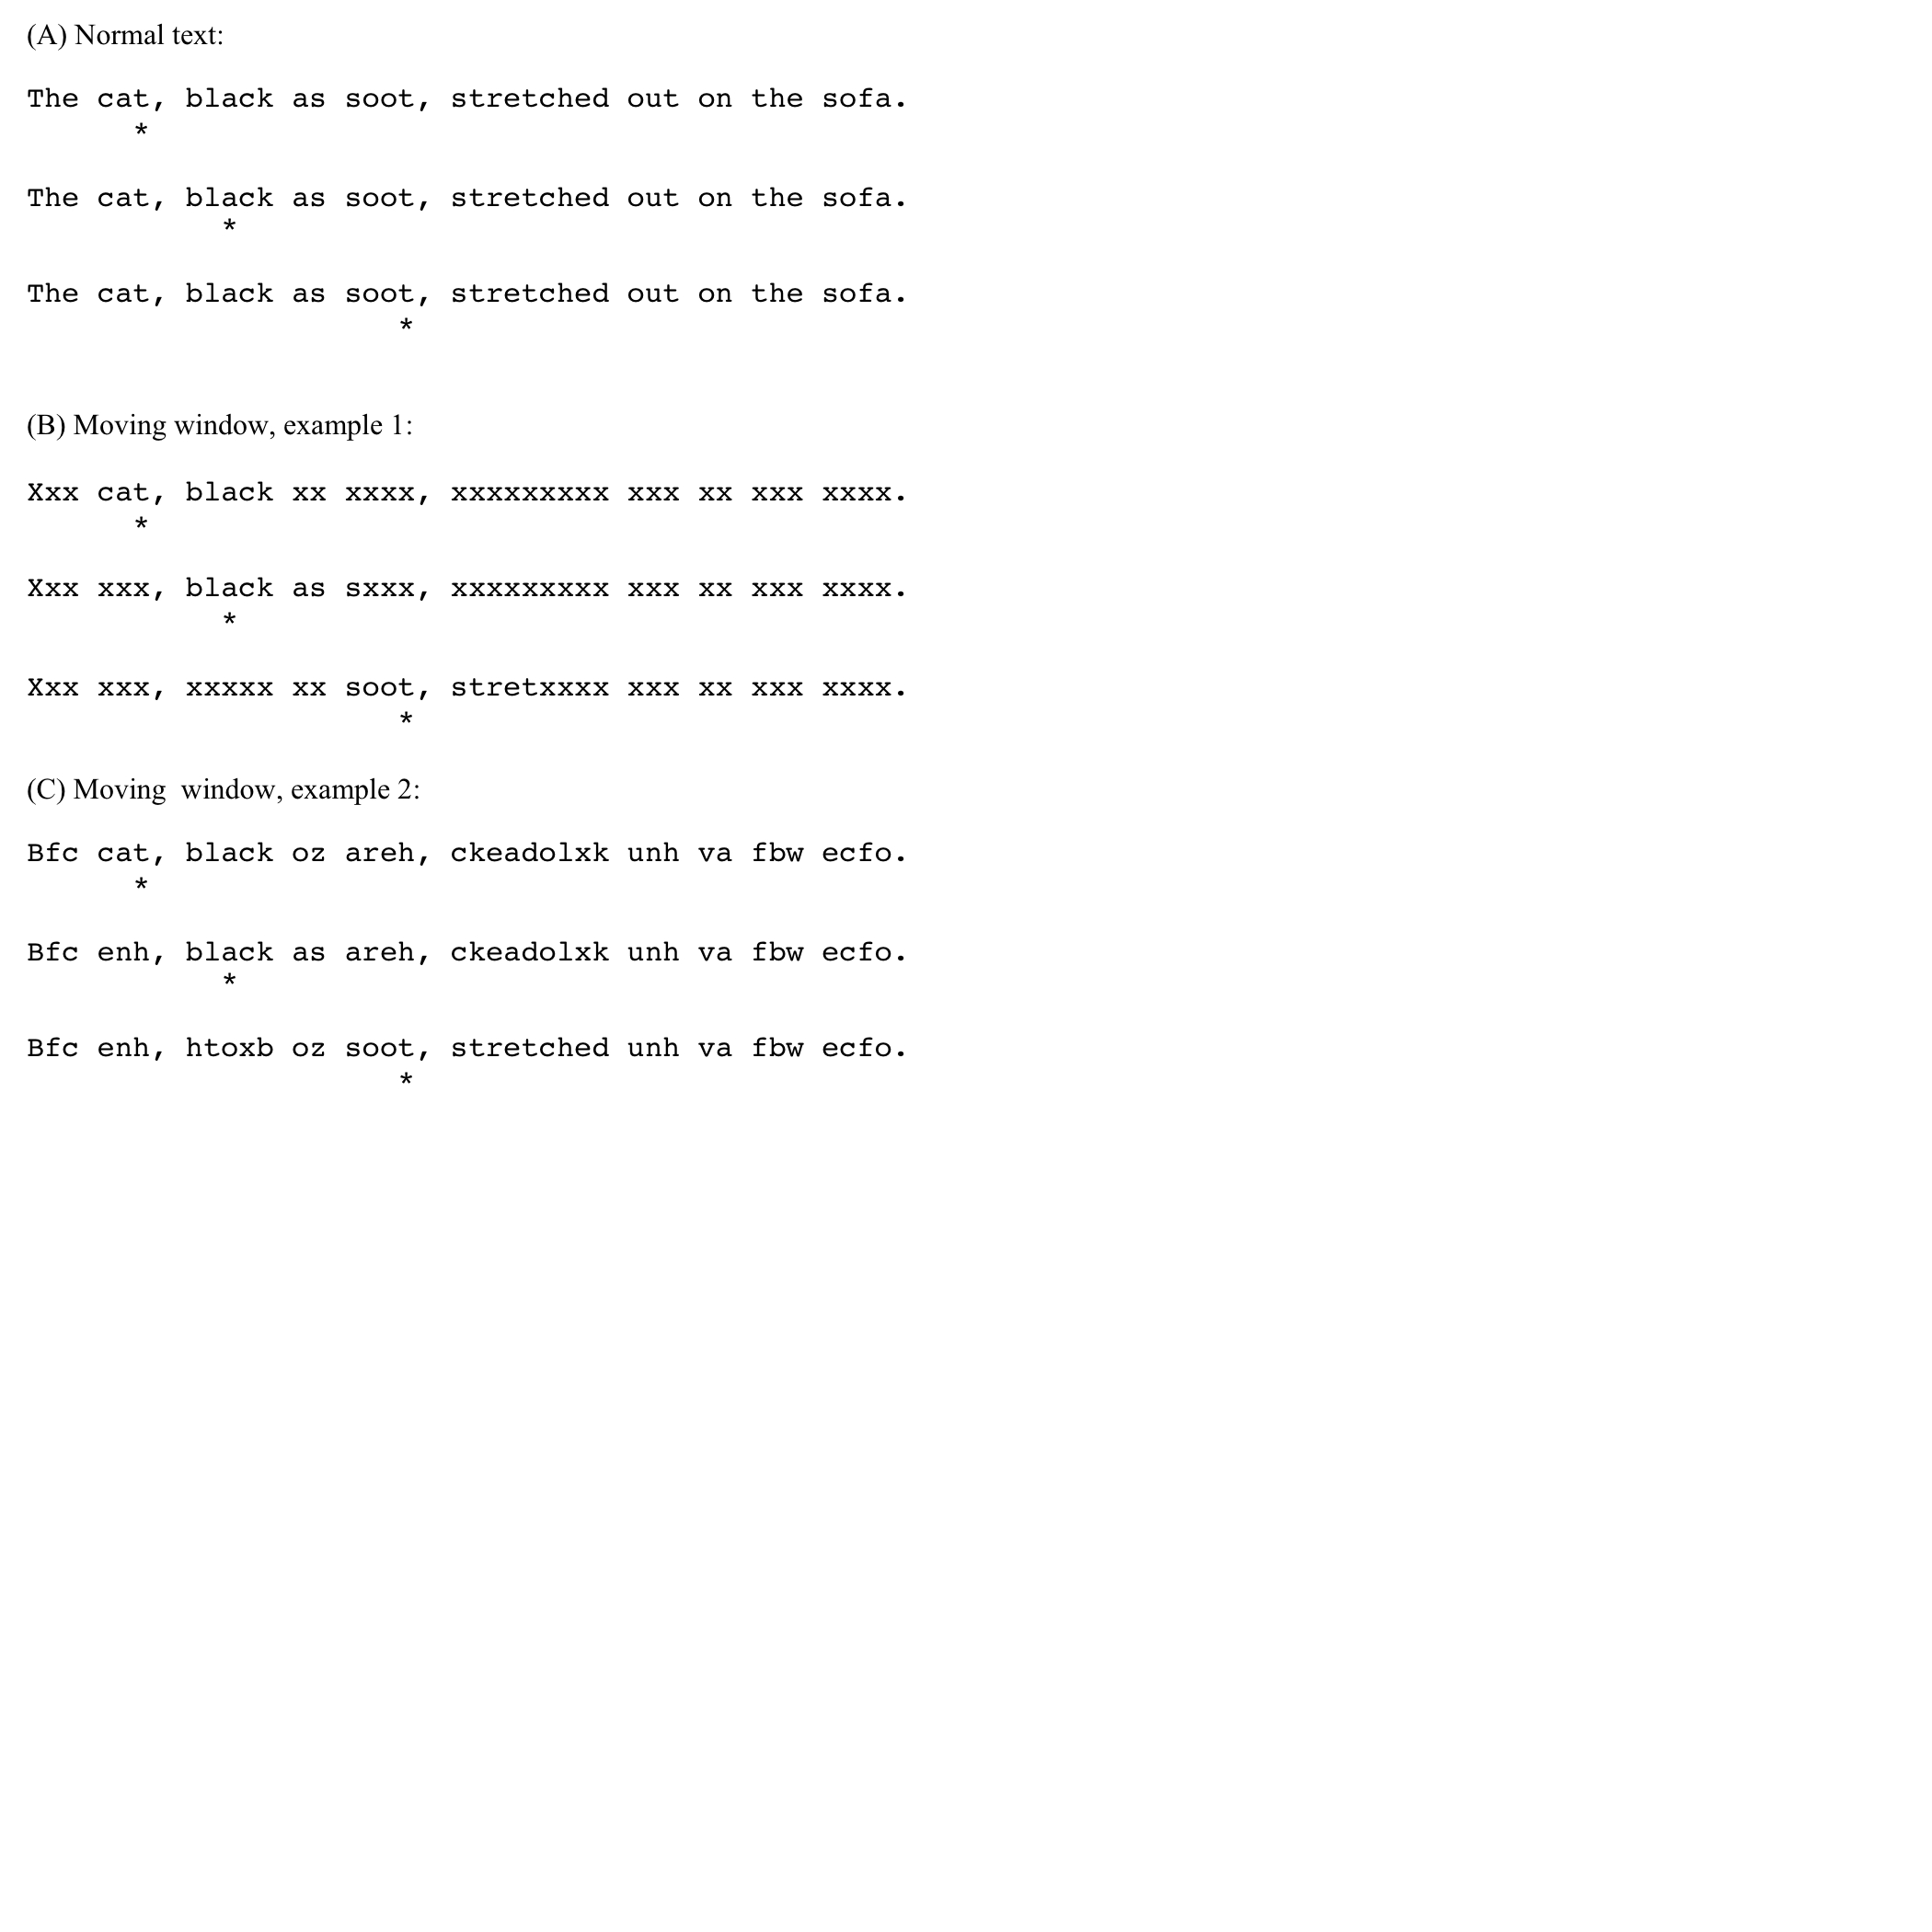 (A) Normal text:
The cat, black as soot, stretched out on the sofa.
*
The cat, black as soot, stretched out on the sofa.
*
The cat, black as soot, stretched out on the sofa.
*
(B) Moving window, example 1:
Xxx cat, black xx xxxx, xxxxxxxxx xxx xx xxx xxxx.
*
Xxx xxx, black as sxxx, xxxxxxxxx xxx xx xxx xxxx.
*
Xxx xxx, xxxxx xx soot, stretxxxx xxx xx xxx xxxx.
*
(C) Moving  window, example 2:
Bfc cat, black oz areh, ckeadolxk unh va fbw ecfo.
*
Bfc enh, black as areh, ckeadolxk unh va fbw ecfo.
*
Bfc enh, htoxb oz soot, stretched unh va fbw ecfo.
*